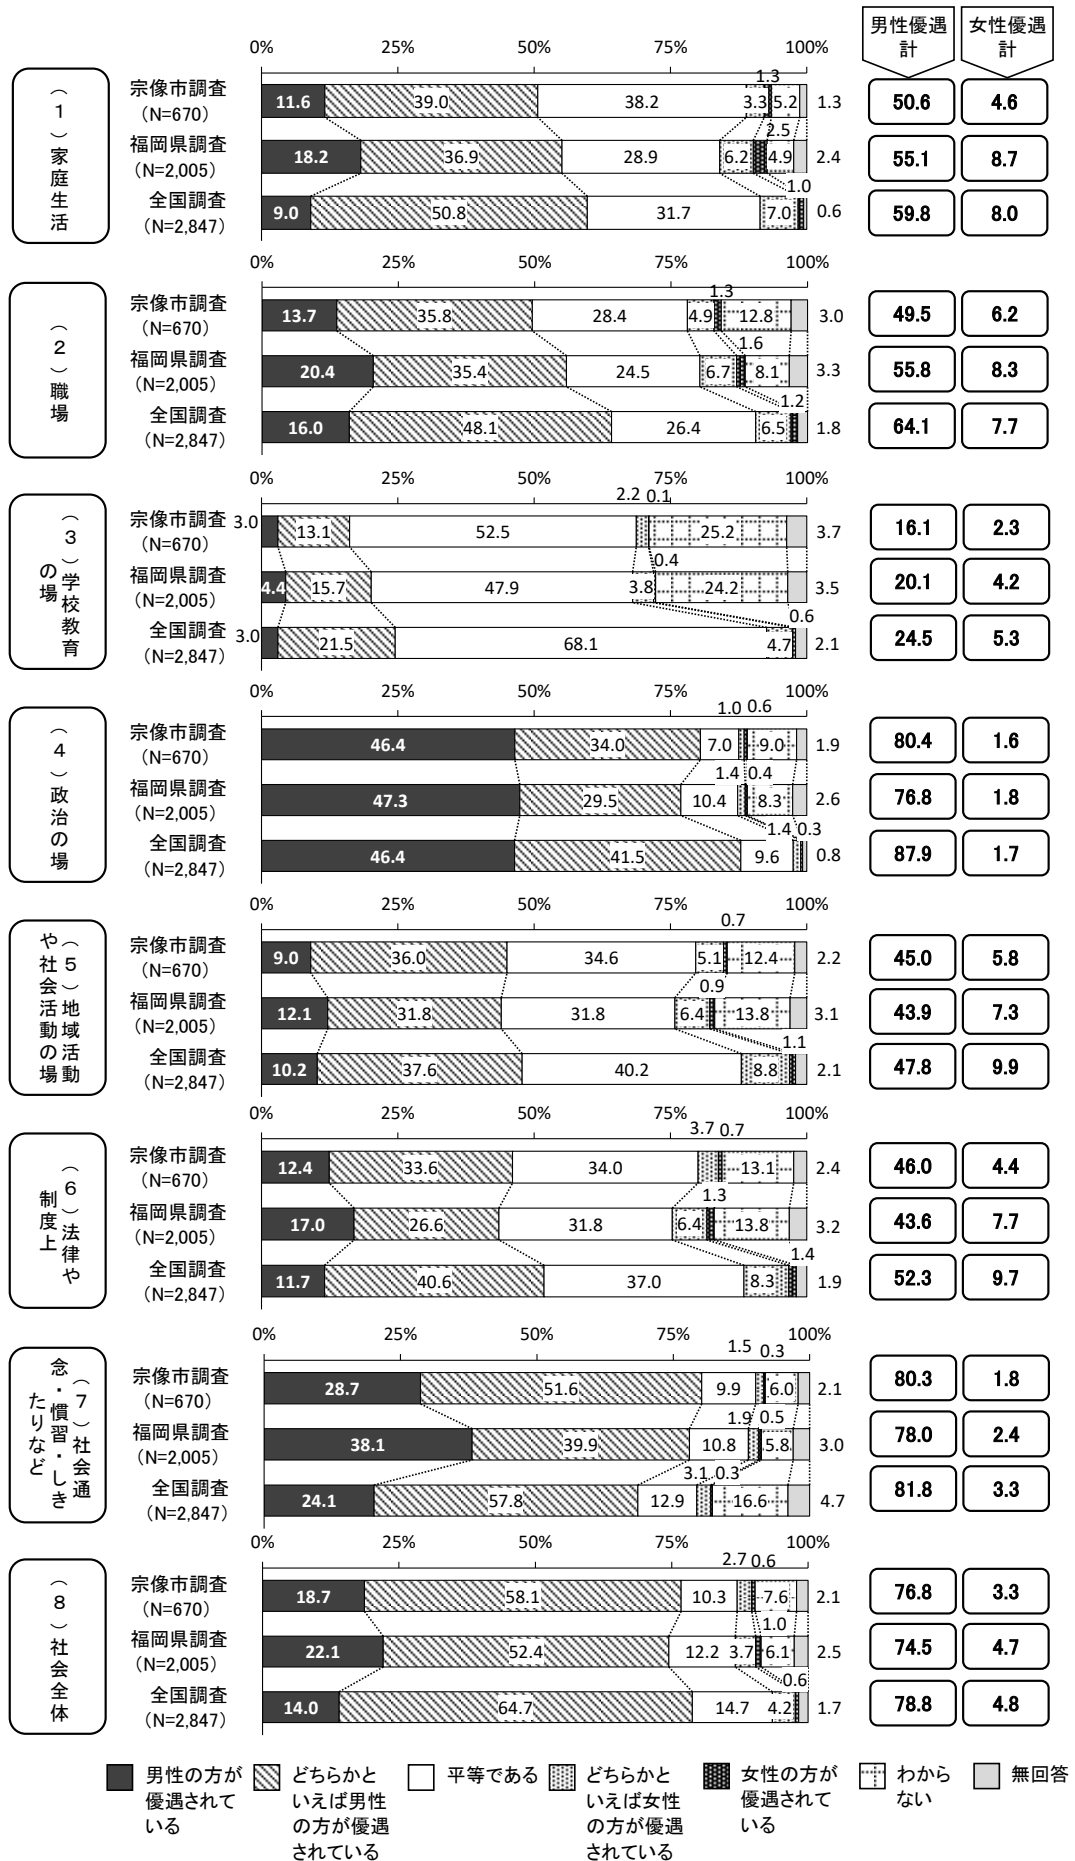 男性優遇計 女性優遇計
0% 25% 50% 75% 100%
(1)家庭生活
1.3
宗像市調査 (N=670) 11.6 39.0 38.2 3.3 5.2 1.3 50.6 4.6
2.5
福岡県調査 (N=2,005) 18.2 36.9 28.9 6.2 4.9 2.4 55.1 8.7
1.0
全国調査 (N=2,847) 9.0 50.8 31.7 7.0 0.6 59.8 8.0
0% 25% 50% 75% 100%
(2)職場
1.3
宗像市調査 (N=670) 13.7 35.8 28.4 4.9 12.8 3.0 49.5 6.2
1.6
福岡県調査 (N=2,005) 20.4 35.4 24.5 6.7 8.1 3.3 55.8 8.3
1.2
全国調査 (N=2,847) 16.0 48.1 26.4 6.5 1.8 64.1 7.7
0% 25% 50% 75% 100%
(3)学校教育の場
2.2 0.1
宗像市調査 (N=670) 3.0 13.1 52.5 25.2 3.7 16.1 2.3
0.4
福岡県調査 (N=2,005) 4.4 15.7 47.9 3.8 24.2 3.5 20.1 4.2
0.6
全国調査 (N=2,847) 3.0 21.5 68.1 4.7 2.1 24.5 5.3
0% 25% 50% 75% 100%
(4)政治の場
1.0 0.6
宗像市調査 (N=670) 46.4 34.0 7.0 9.0 1.9 80.4 1.6
1.4 0.4
福岡県調査 (N=2,005) 47.3 29.5 10.4 8.3 2.6 76.8 1.8
1.4 0.3
全国調査 (N=2,847) 46.4 41.5 9.6 0.8 87.9 1.7
0% 25% 50% 75% 100%
(5)地域活動や社会活動の場
0.7
宗像市調査 (N=670) 9.0 36.0 34.6 5.1 12.4 2.2 45.0 5.8
0.9
福岡県調査 (N=2,005) 12.1 31.8 31.8 6.4 13.8 3.1 43.9 7.3
1.1
全国調査 (N=2,847) 10.2 37.6 40.2 8.8 2.1 47.8 9.9
0% 25% 50% 75% 100%
(6)法律や制度上
3.7 0.7
宗像市調査 (N=670) 12.4 33.6 34.0 13.1 2.4 46.0 4.4
1.3
福岡県調査 (N=2,005) 17.0 26.6 31.8 6.4 13.8 3.2 43.6 7.7
1.4
全国調査 (N=2,847) 11.7 40.6 37.0 8.3 1.9 52.3 9.7
0% 25% 50% 75% 100%
(7)社会通念・慣習・しきたりなど
1.5 0.3
宗像市調査 (N=670) 28.7 51.6 9.9 6.0 2.1 80.3 1.8
1.9 0.5
福岡県調査 (N=2,005) 38.1 39.9 10.8 5.8 3.0 78.0 2.4
3.1 0.3
全国調査 (N=2,847) 24.1 57.8 12.9 16.6 4.7 81.8 3.3
0% 25% 50% 75% 100%
(8)社会全体
2.7 0.6
宗像市調査 (N=670) 18.7 58.1 10.3 7.6 2.1 76.8 3.3
1.0
福岡県調査 (N=2,005) 22.1 52.4 12.2 3.7 6.1 2.5 74.5 4.7
0.6
全国調査 (N=2,847) 14.0 64.7 14.7 4.2 1.7 78.8 4.8
男性の方が優遇されている
どちらかといえば男性の方が優遇されている
平等である
どちらかといえば女性の方が優遇されている
女性の方が優遇されている
わからない
無回答